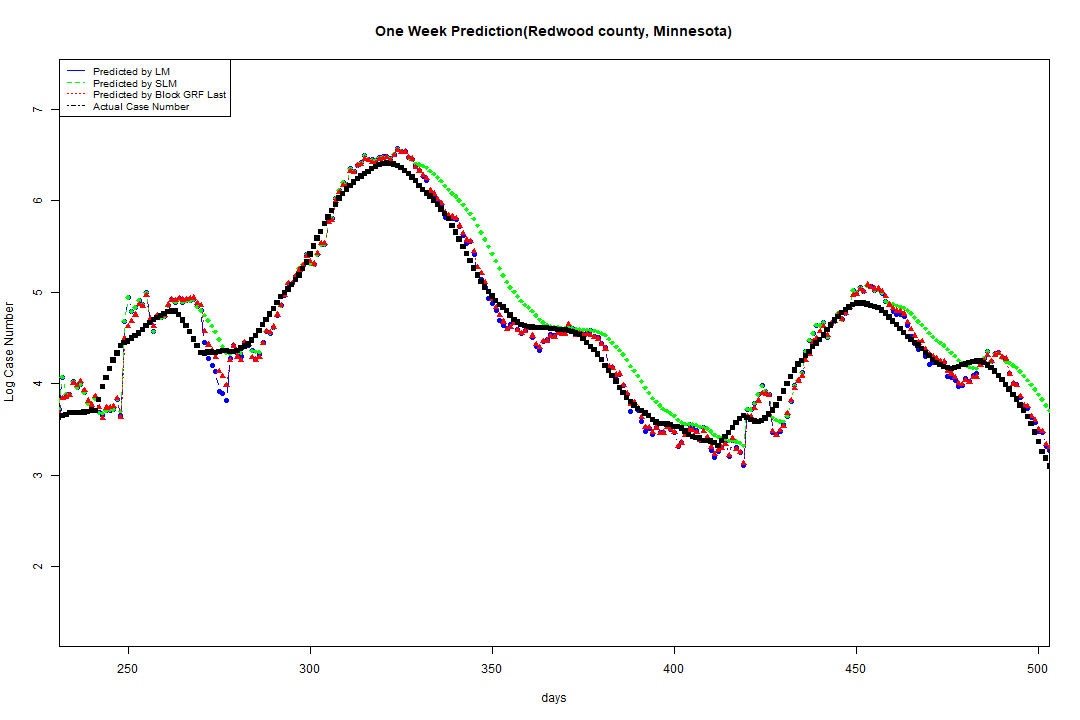 One Week Prediction(Redwood county, Minnesota)
Predicted by LM
Predicted by SLM
Predicted by Block GRF Last
Actual Case Number
7
6
5
4
3
2
Log Case Number
250 300 350 400 450 500
days